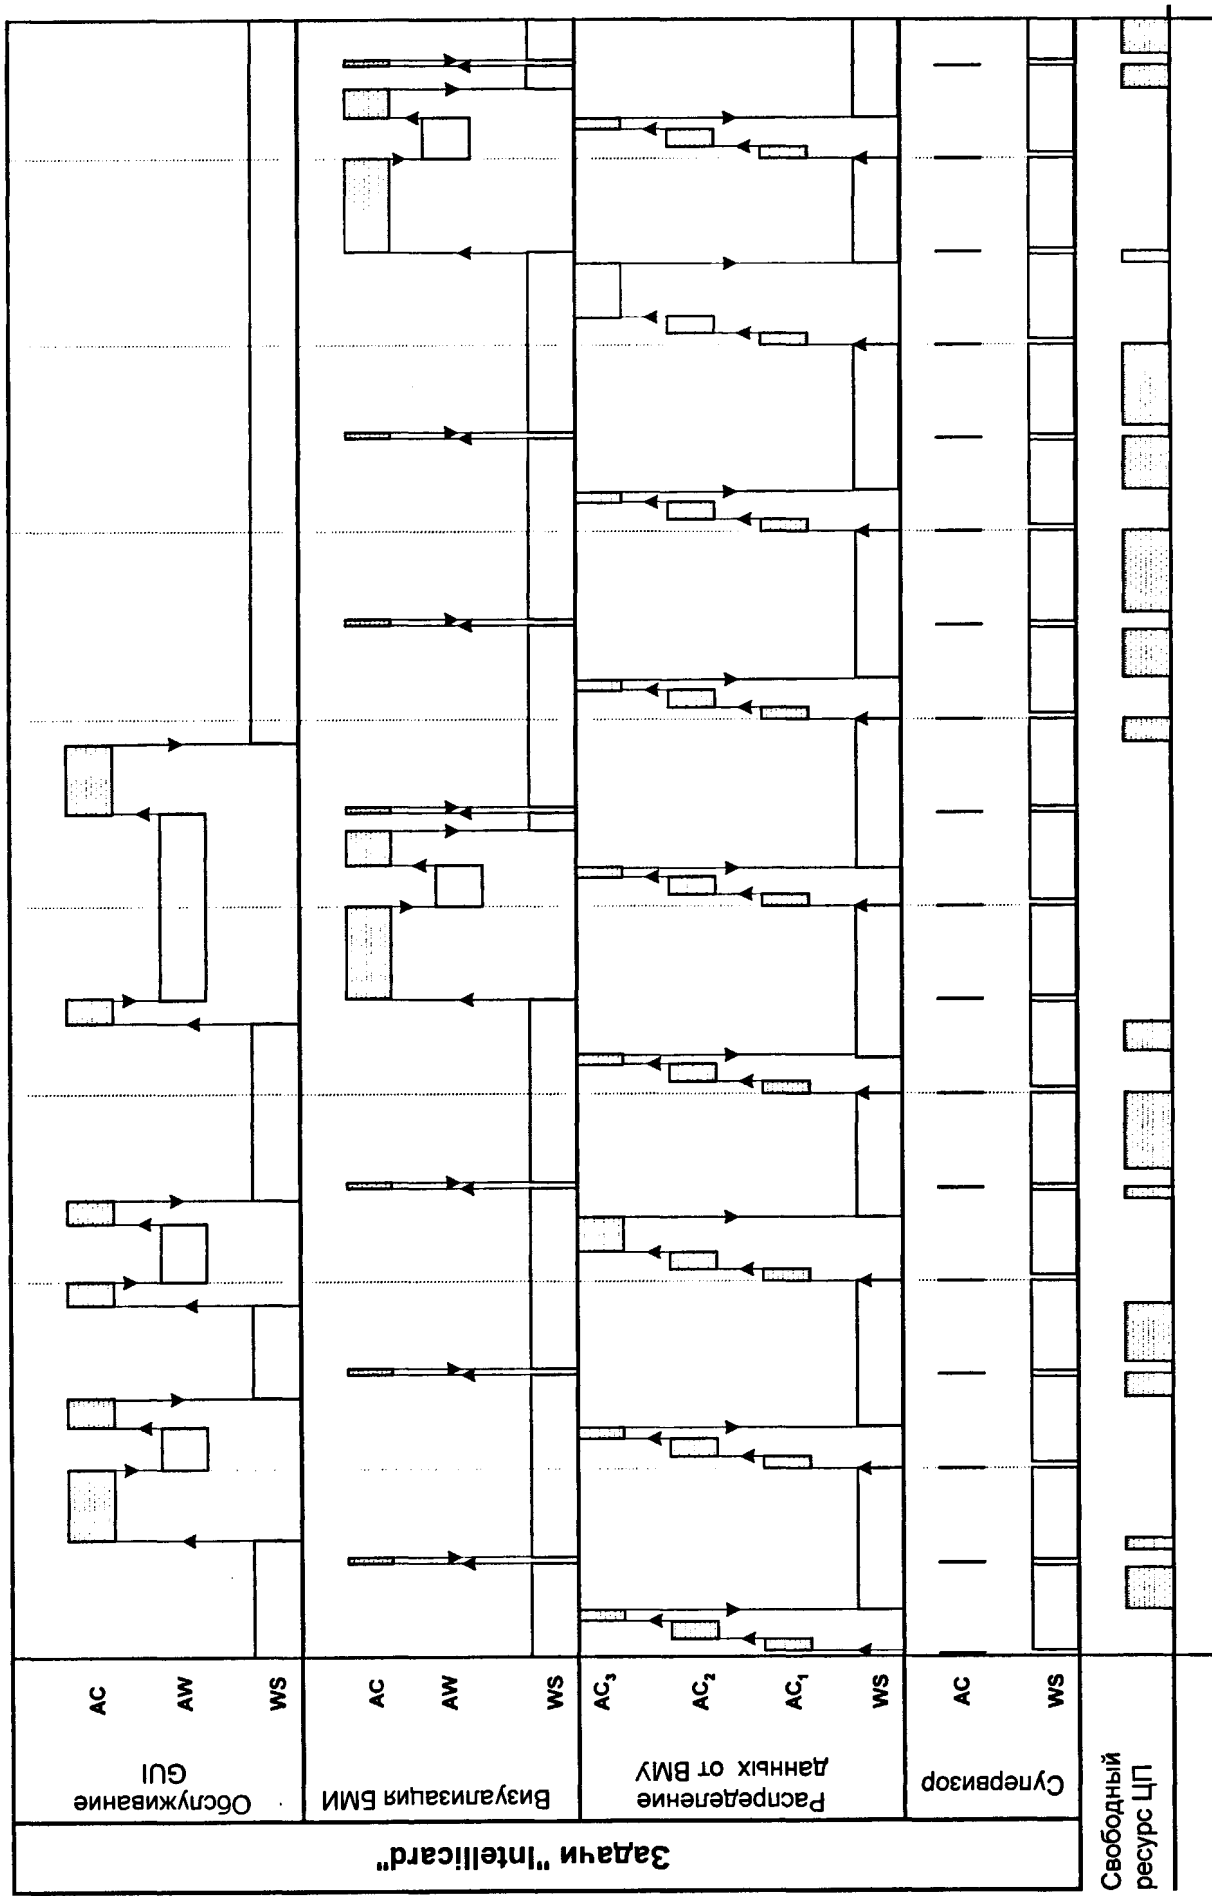 Задачи "Intellicard"
Обслуживание
GUI
AC
AW
WS
Визуализация БМИ
AC
AW
WS
Распределение
данных от ВМУ
AC3
AC2
AC1
WS
Супервизор
AC
WS
Свободный
ресурс ЦП